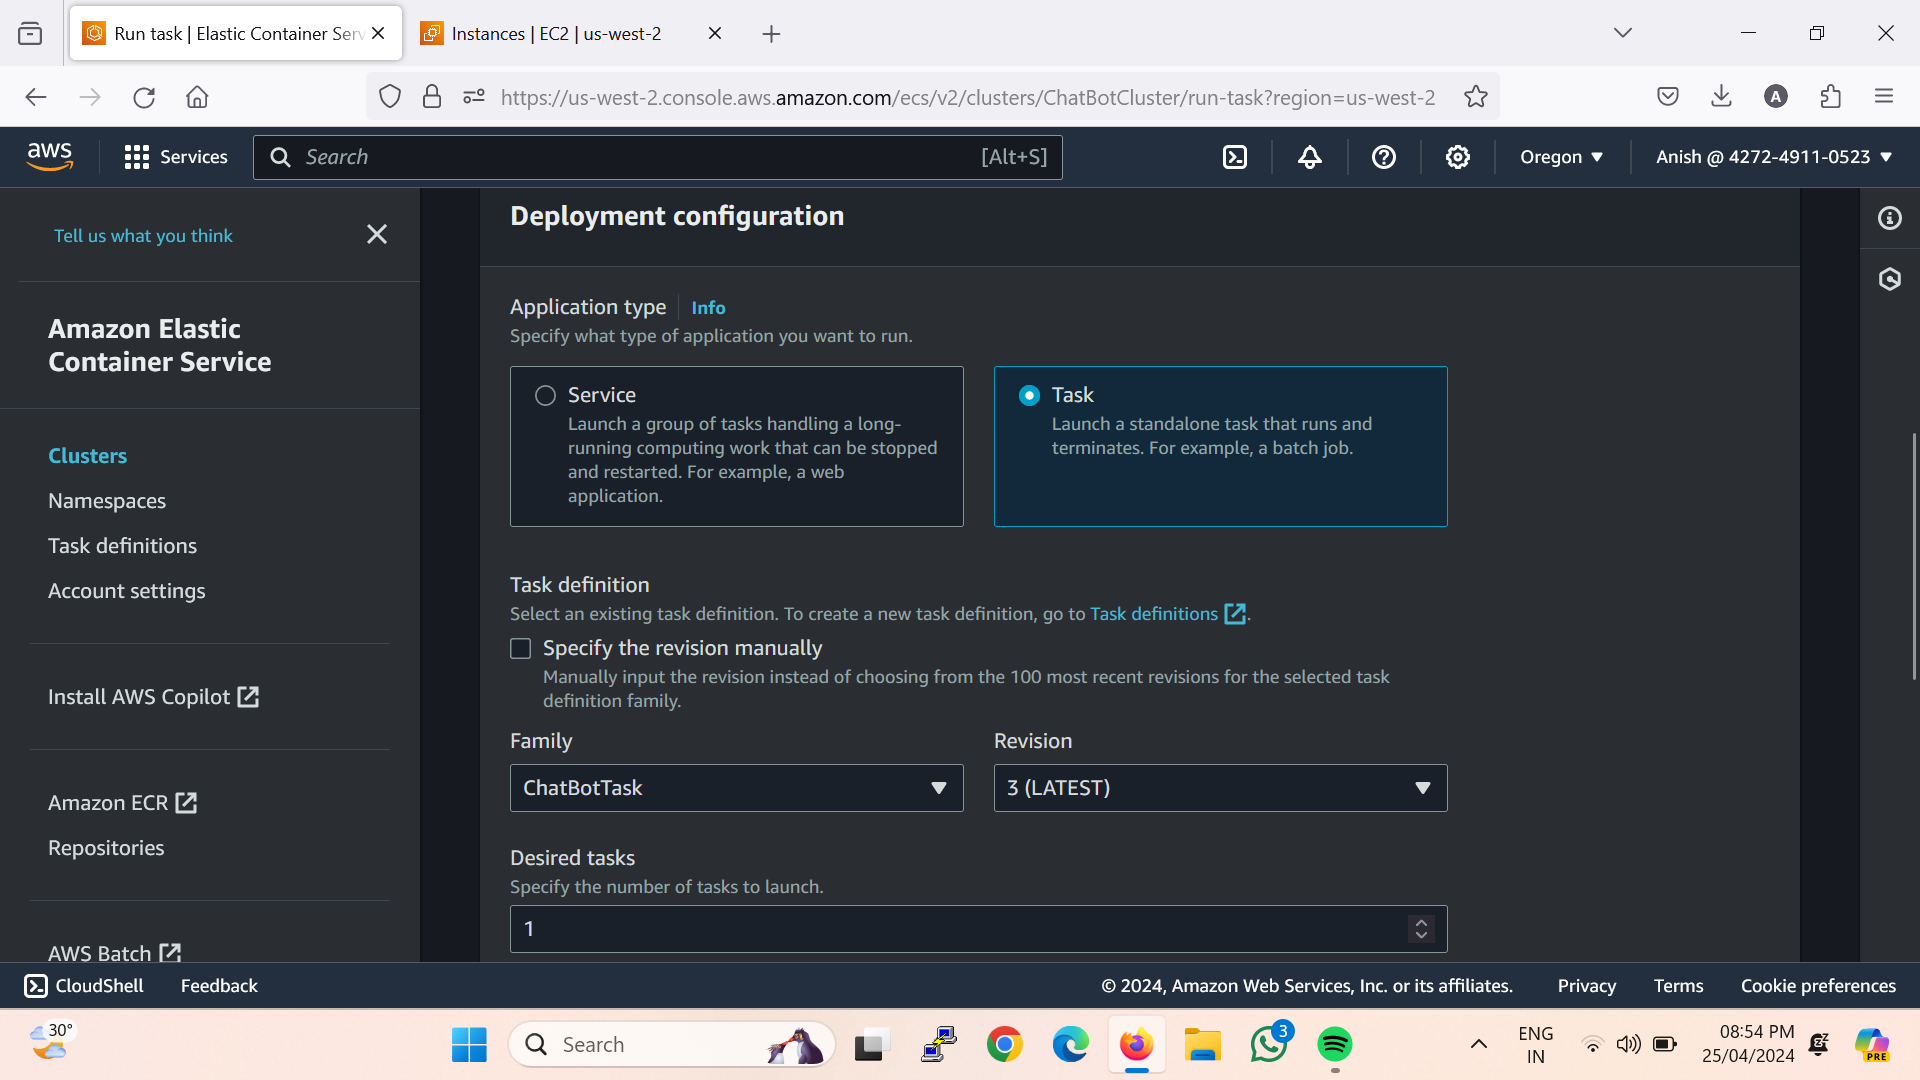 Run task | Elastic Container Serv
Instances | EC2 | us-west-2
https://us-west-2.console.aws.amazon.com/ecs/v2/clusters/ChatBotCluster/run-task?region=us-west-2
A
aws
Services
Search
[Alt+S]
Oregon
Anish @ 4272-4911-0523
Tell us what you think
Amazon Elastic
Container Service
Clusters
Namespaces
Task definitions
Account settings
Install AWS Copilot
Amazon ECR
Repositories
AWS Batch
Deployment configuration
Application type
Info
Specify what type of application you want to run.
Service
Launch a group of tasks handling a long-
running computing work that can be stopped
and restarted. For example, a web
application.
Task
Launch a standalone task that runs and
terminates. For example, a batch job.
Task definition
Select an existing task definition. To create a new task definition, go to Task definitions.
Specify the revision manually
Manually input the revision instead of choosing from the 100 most recent revisions for the selected task
definition family.
Family
Revision
ChatBotTask
3 (LATEST)
Desired tasks
Specify the number of tasks to launch.
1
CloudShell
Feedback
© 2024, Amazon Web Services, Inc. or its affiliates.
Privacy
Terms
Cookie preferences
30°
Search
3
ENG
IN
08:54 PM
25/04/2024
PRE